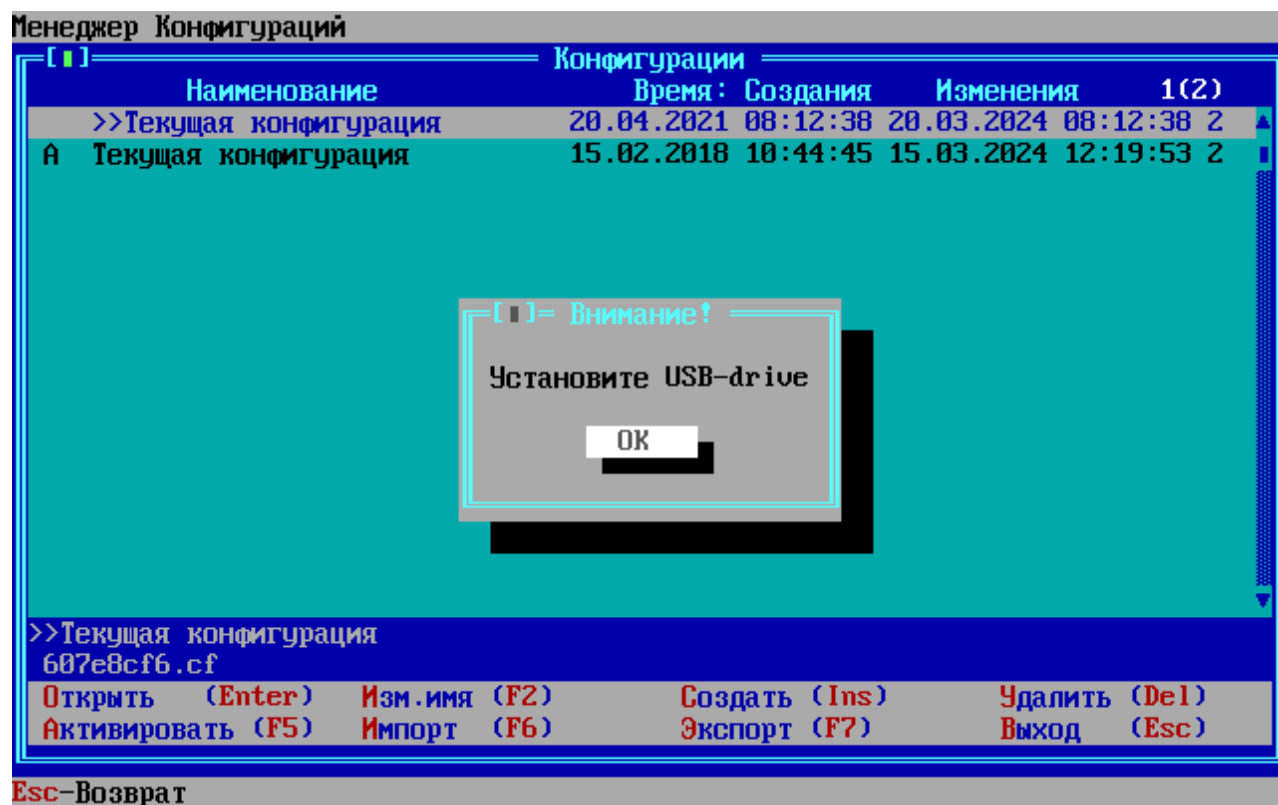 Менеджер Конфигураций
Конфигурации
Наименование Время: Создания Изменения 1(2)
>>Текущая конфигурация 20.04.2021 08:12:38 20.03.2024 08:12:38 2
A Текущая конфигурация 15.02.2018 10:44:45 15.03.2024 12:19:53 2
Внимание!
Установите USB-drive
OK
>>Текущая конфигурация
607e8cf6.cf
Открыть (Enter) Изм.имя (F2) Создать (Ins) Удалить (Del)
Активировать (F5) Импорт (F6) Экспорт (F7) Выход (Esc)
Esc-Возврат